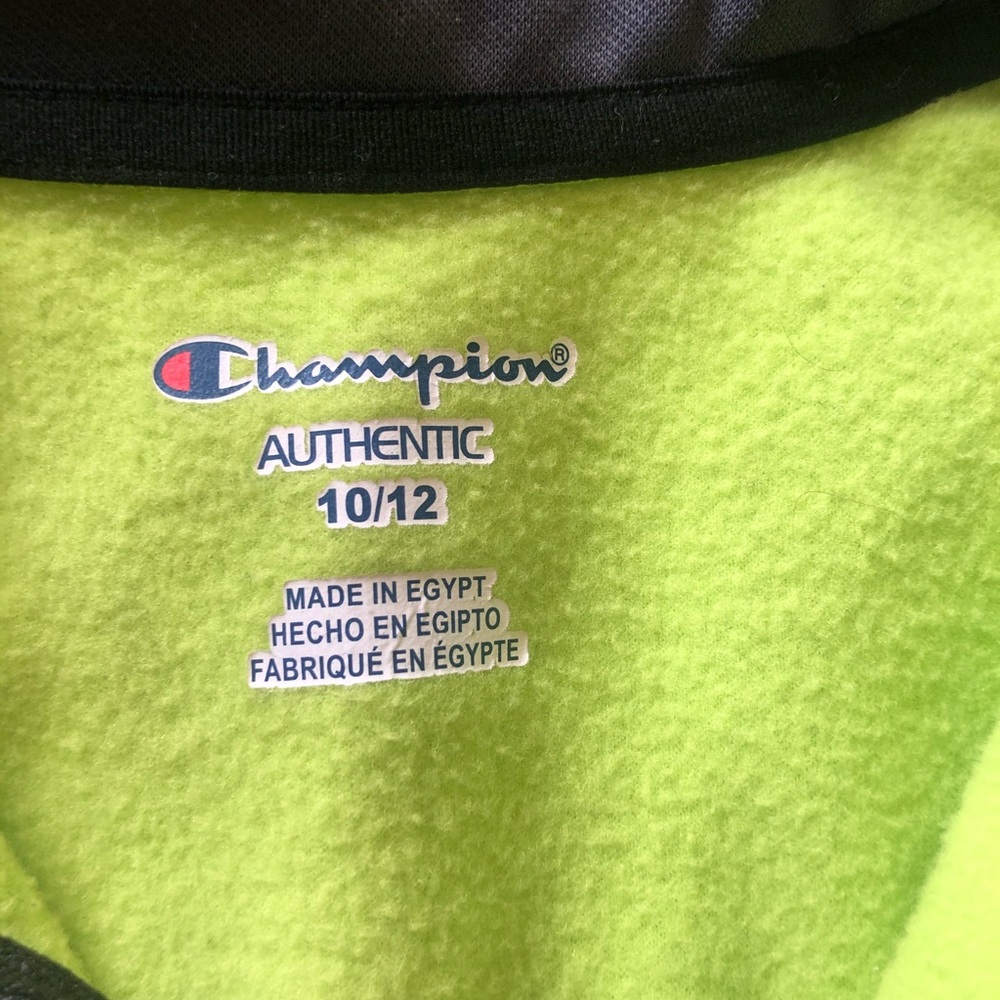 Champion®
AUTHENTIC
10/12
MADE IN EGYPT
HECHO EN EGIPTO
FABRIQUÉ EN ÉGYPTE